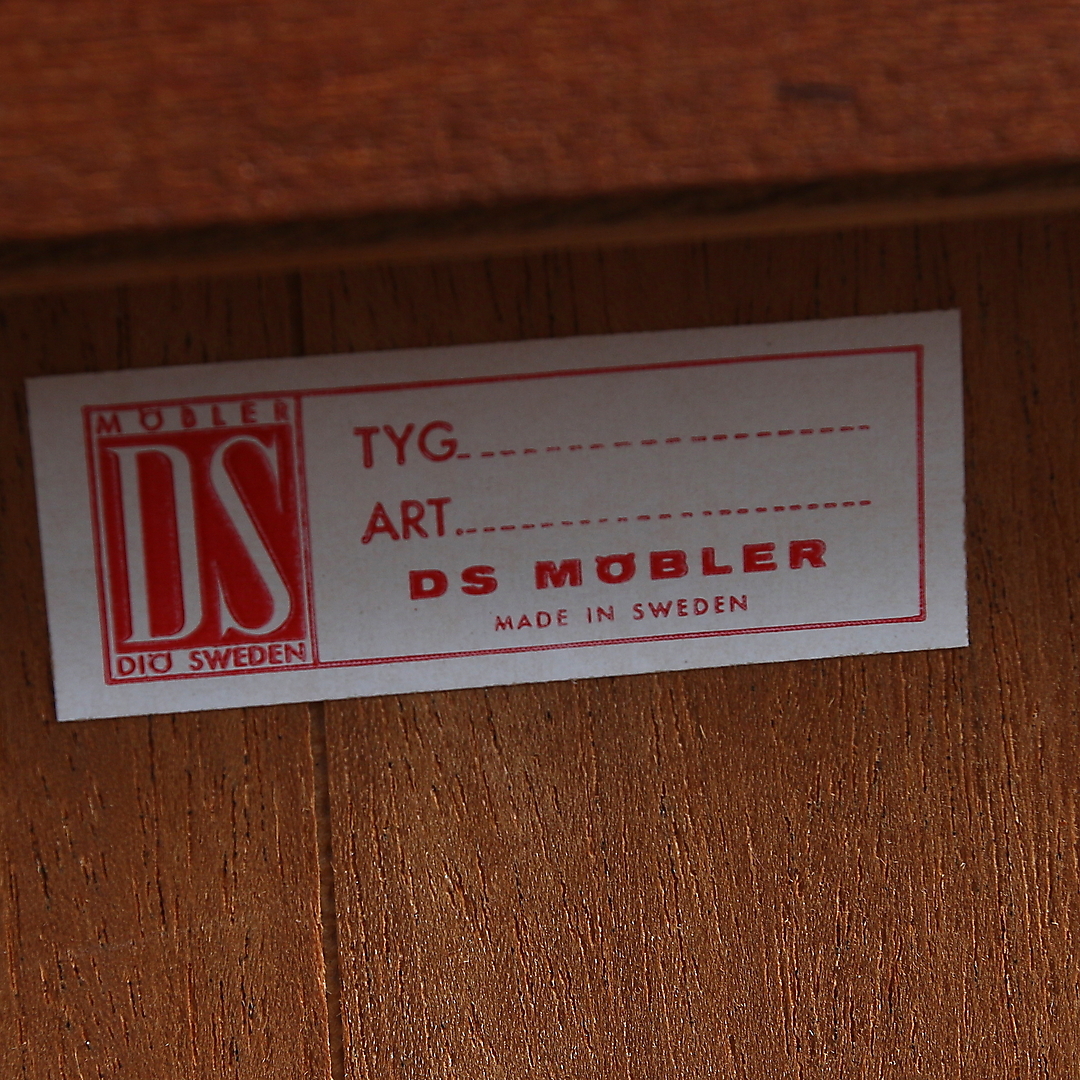 MÖBLER
DS
DIÖ SWEDEN
TYG
ART.
DS MÖBLER
MADE IN SWEDEN